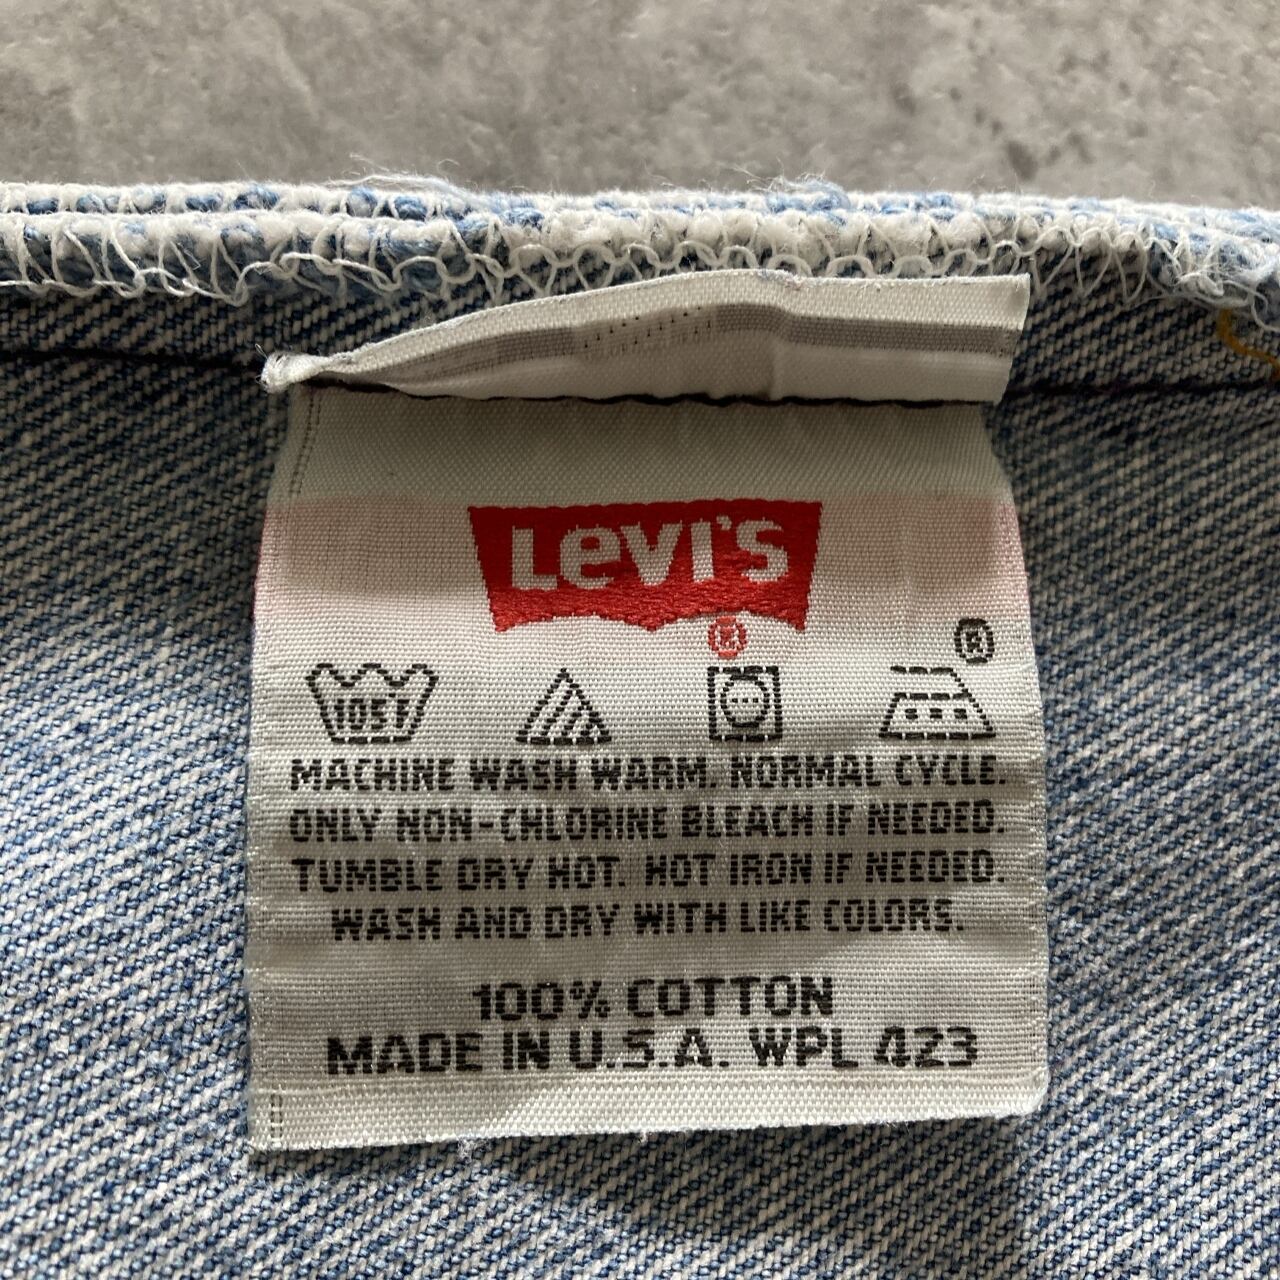 Levi's
®
®
105F
MACHINE WASH WARM. NORMAL CYCLE.
ONLY NON-CHLORINE BLEACH IF NEEDED.
TUMBLE DRY HOT. HOT IRON IF NEEDED.
WASH AND DRY WITH LIKE COLORS.
100% COTTON
MADE IN U.S.A. WPL 423